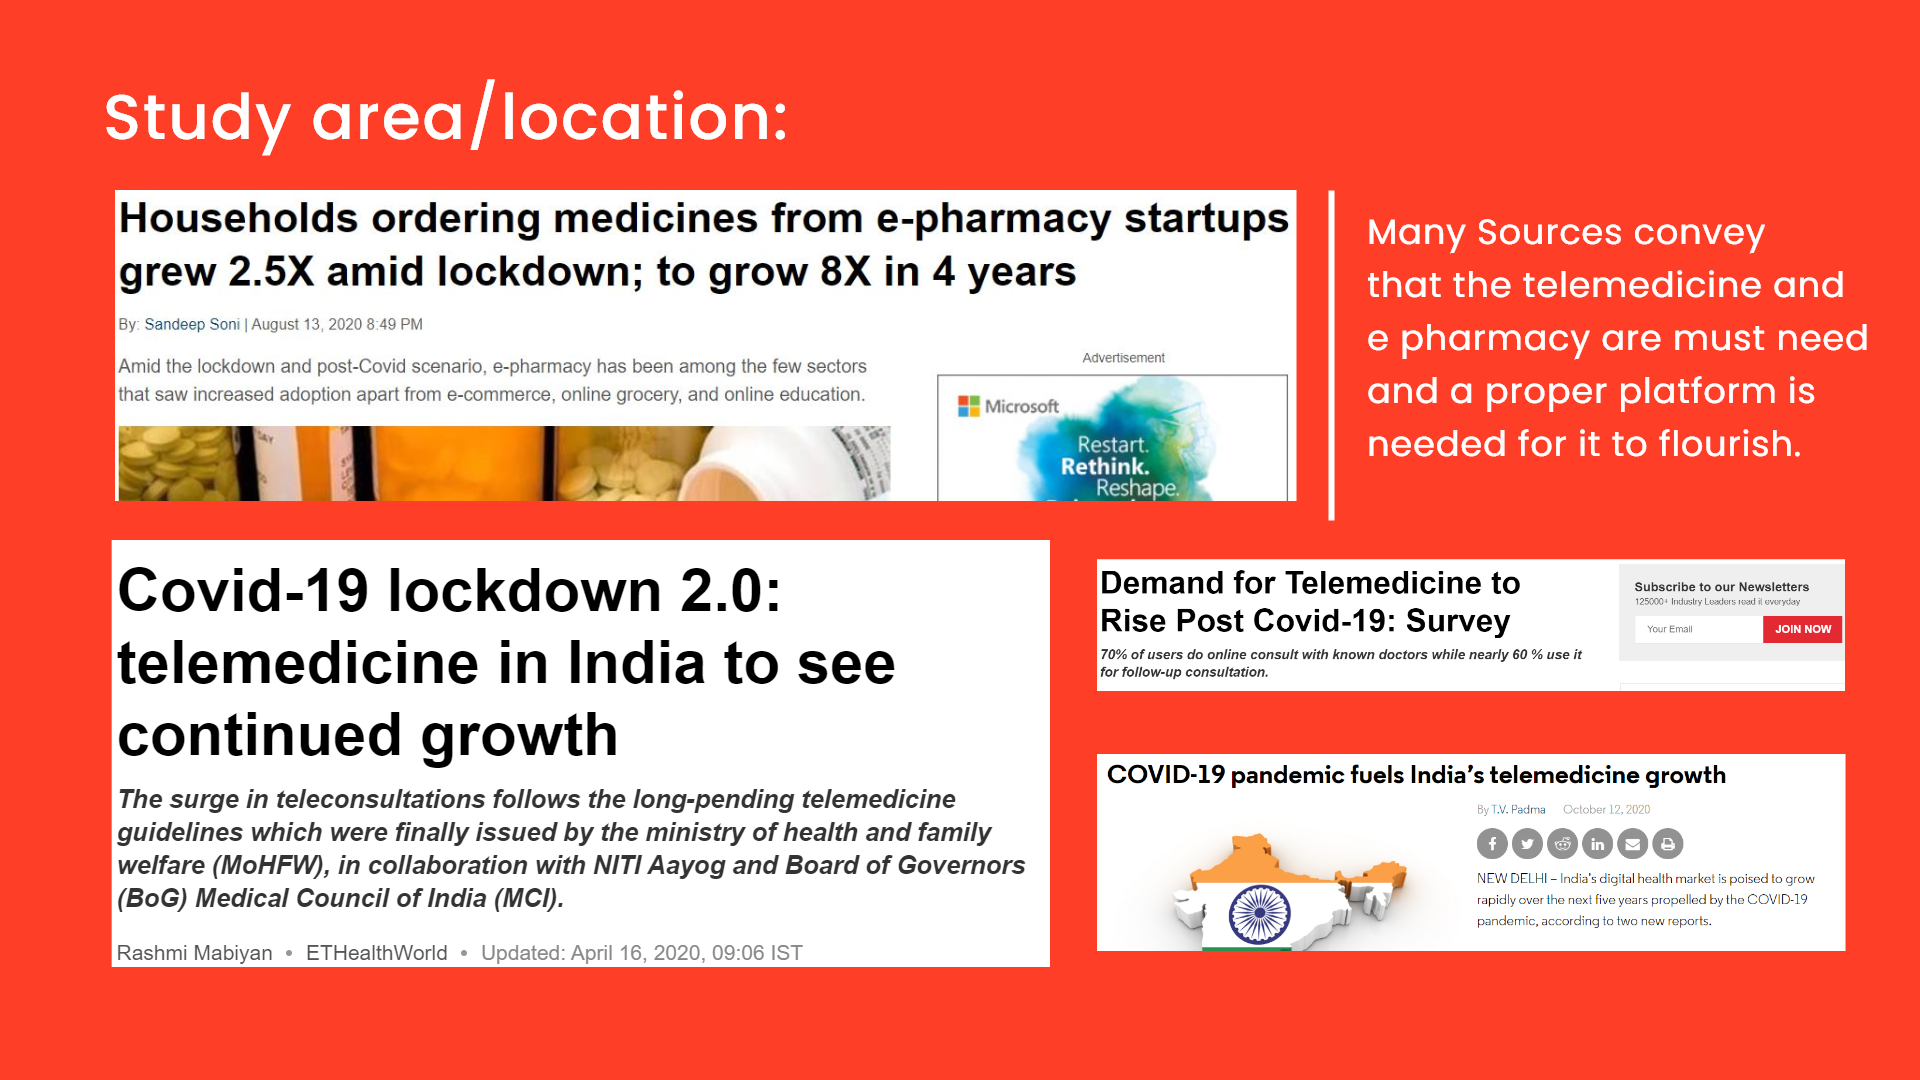 Study area/location:
Households ordering medicines from e-pharmacy startups
grew 2.5X amid lockdown; to grow 8X in 4 years
By: Sandeep Soni | August 13, 2020 8:49 PM
Amid the lockdown and post-Covid scenario, e-pharmacy has been among the few sectors
that saw increased adoption apart from e-commerce, online grocery, and online education.
Advertisement
Microsoft
Restart.
Rethink.
Reshape.
Many Sources convey
that the telemedicine and
e pharmacy are must need
and a proper platform is
needed for it to flourish.
Covid-19 lockdown 2.0:
telemedicine in India to see
continued growth
The surge in teleconsultations follows the long-pending telemedicine
guidelines which were finally issued by the ministry of health and family
welfare (MoHFW), in collaboration with NITI Aayog and Board of Governors
(BoG) Medical Council of India (MCI).
Rashmi Mabiyan • ETHealthWorld • Updated: April 16, 2020, 09:06 IST
Demand for Telemedicine to
Rise Post Covid-19: Survey
70% of users do online consult with known doctors while nearly 60 % use it
for follow-up consultation.
Subscribe to our Newsletters
125000+ Industry Leaders read it everyday
Your Email
JOIN NOW
COVID-19 pandemic fuels India's telemedicine growth
By T.V. Padma October 12, 2020
NEW DELHI – India's digital health market is poised to grow
rapidly over the next five years propelled by the COVID-19
pandemic, according to two new reports.